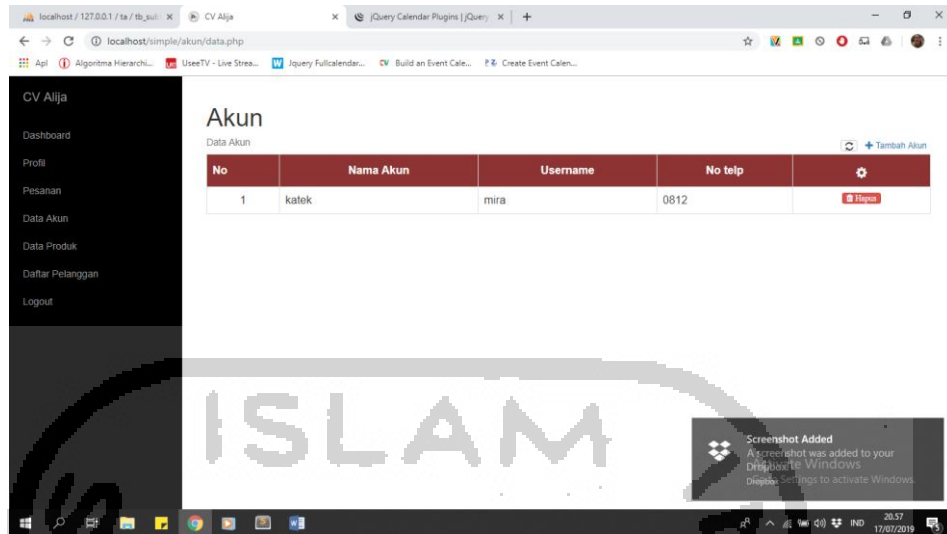 localhost / 127.0.0.1 / ta / tb_sub
CV Alija
jQuery Calendar Plugins | jQuery
localhost/simple/akun/data.php
Apl
Algoritma Hierarchi...
UseeTV - Live Strea...
Jquery Fullcalendar...
Build an Event Cale...
Create Event Calen...
CV Alija
Dashboard
Profil
Pesanan
Data Akun
Data Produk
Daftar Pelanggan
Logout
Akun
Data Akun
Tambah Akun
No Nama Akun Username No telp
1 katek mira 0812 Hapus
ISLAM
Screenshot Added
A screenshot was added to your
Dropbox
Dropbox
Activate Windows
Settings to activate Windows.
IND
20.57
17/07/2019